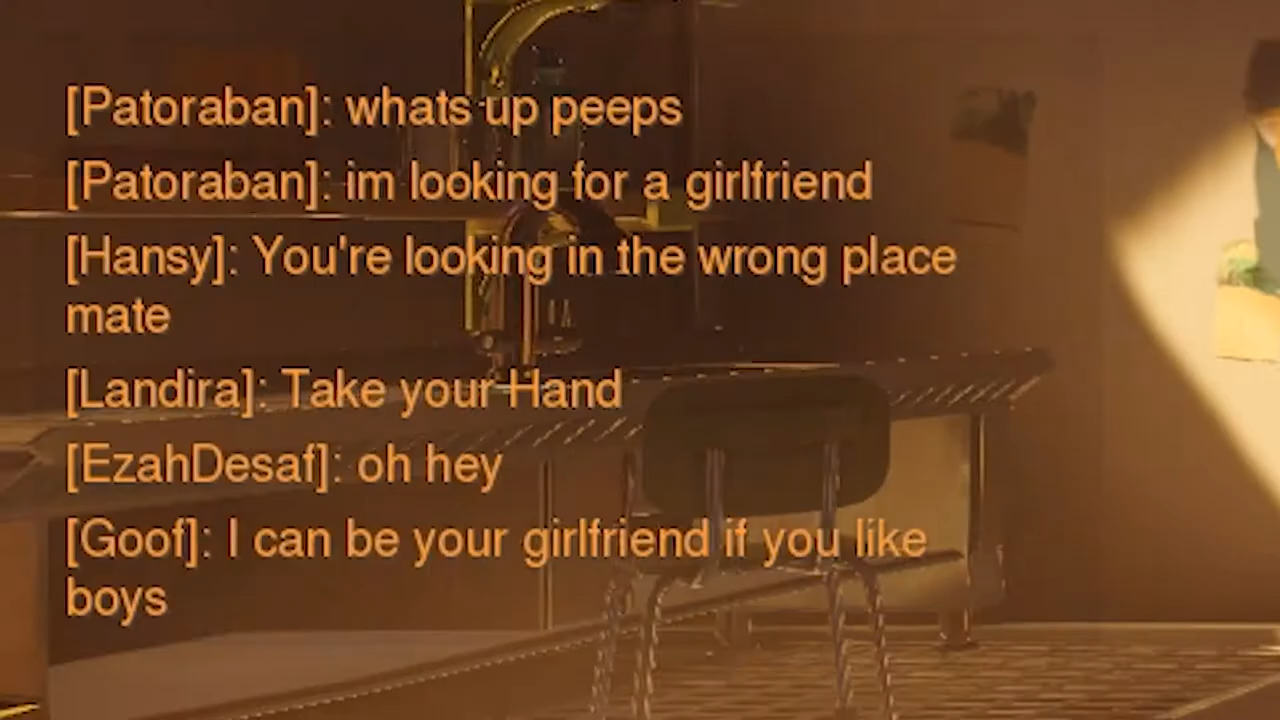 [Patoraban]: whats up peeps
[Patoraban]: im looking for a girlfriend
[Hansy]: You're looking in the wrong place
mate
[Landira]: Take your Hand
[EzahDesaf]: oh hey
[Goof]: I can be your girlfriend if you like
boys